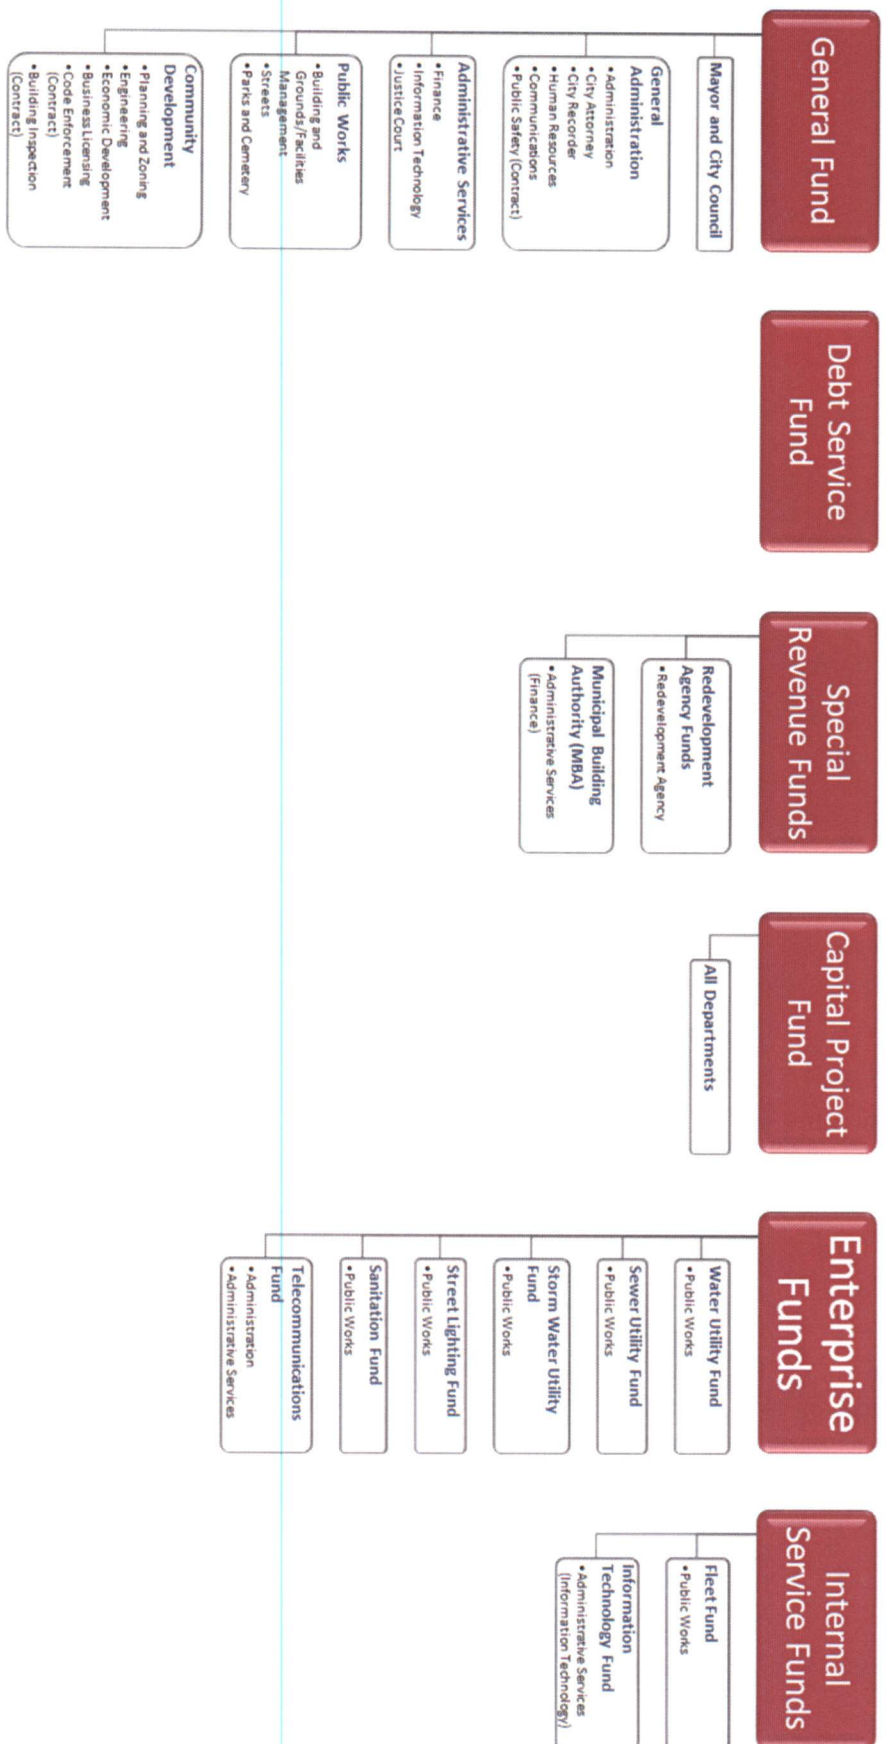 General Fund
Mayor and City Council
General
Administration
•Administration
•City Attorney
•City Recorder
•Human Resources
•Communications
•Public Safety (Contract)
Administrative Services
•Finance
•Information Technology
•Justice Court
Public Works
•Building and
Grounds/Facilities
Management
•Streets
•Parks and Cemetery
Community
Development
•Planning and Zoning
•Engineering
•Economic Development
•Business Licensing
•Code Enforcement
(Contract)
•Building Inspection
(Contract)
Debt Service
Fund
Special
Revenue Funds
Redevelopment
Agency Funds
•Redevelopment Agency
Municipal Building
Authority (MBA)
•Administrative Services
(Finance)
Capital Project
Fund
All Departments
Enterprise
Funds
Water Utility Fund
•Public Works
Sewer Utility Fund
•Public Works
Storm Water Utility
Fund
•Public Works
Street Lighting Fund
•Public Works
Sanitation Fund
•Public Works
Telecommunications
Fund
•Administration
•Administrative Services
Internal
Service Funds
Fleet Fund
•Public Works
Information
Technology Fund
•Administrative Services
(Information Technology)